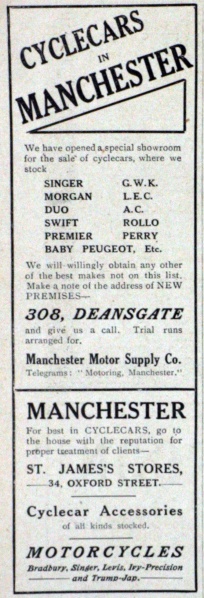 CYCLECARS
IN
MANCHESTER
We have opened a special showroom
for the sale of cyclecars, where we
stock
SINGER G.W.K.
MORGAN L.E.C.
DUO A.C.
SWIFT ROLLO
PREMIER PERRY
BABY PEUGEOT, Etc.
We will willingly obtain any other
of the best makes not on this list.
Make a note of the address of NEW
PREMISES—
308, DEANSGATE
and give us a call. Trial runs
arranged for.
Manchester Motor Supply Co.
Telegrams: "Motoring, Manchester."
MANCHESTER
For best in CYCLECARS, go to
the house with the reputation for
proper treatment of clients—
ST. JAMES'S STORES,
34, OXFORD STREET.
Cyclecar Accessories
of all kinds stocked.
MOTORCYCLES
Bradbury, Singer, Levis, Ivy-Precision
and Trump-Jap.